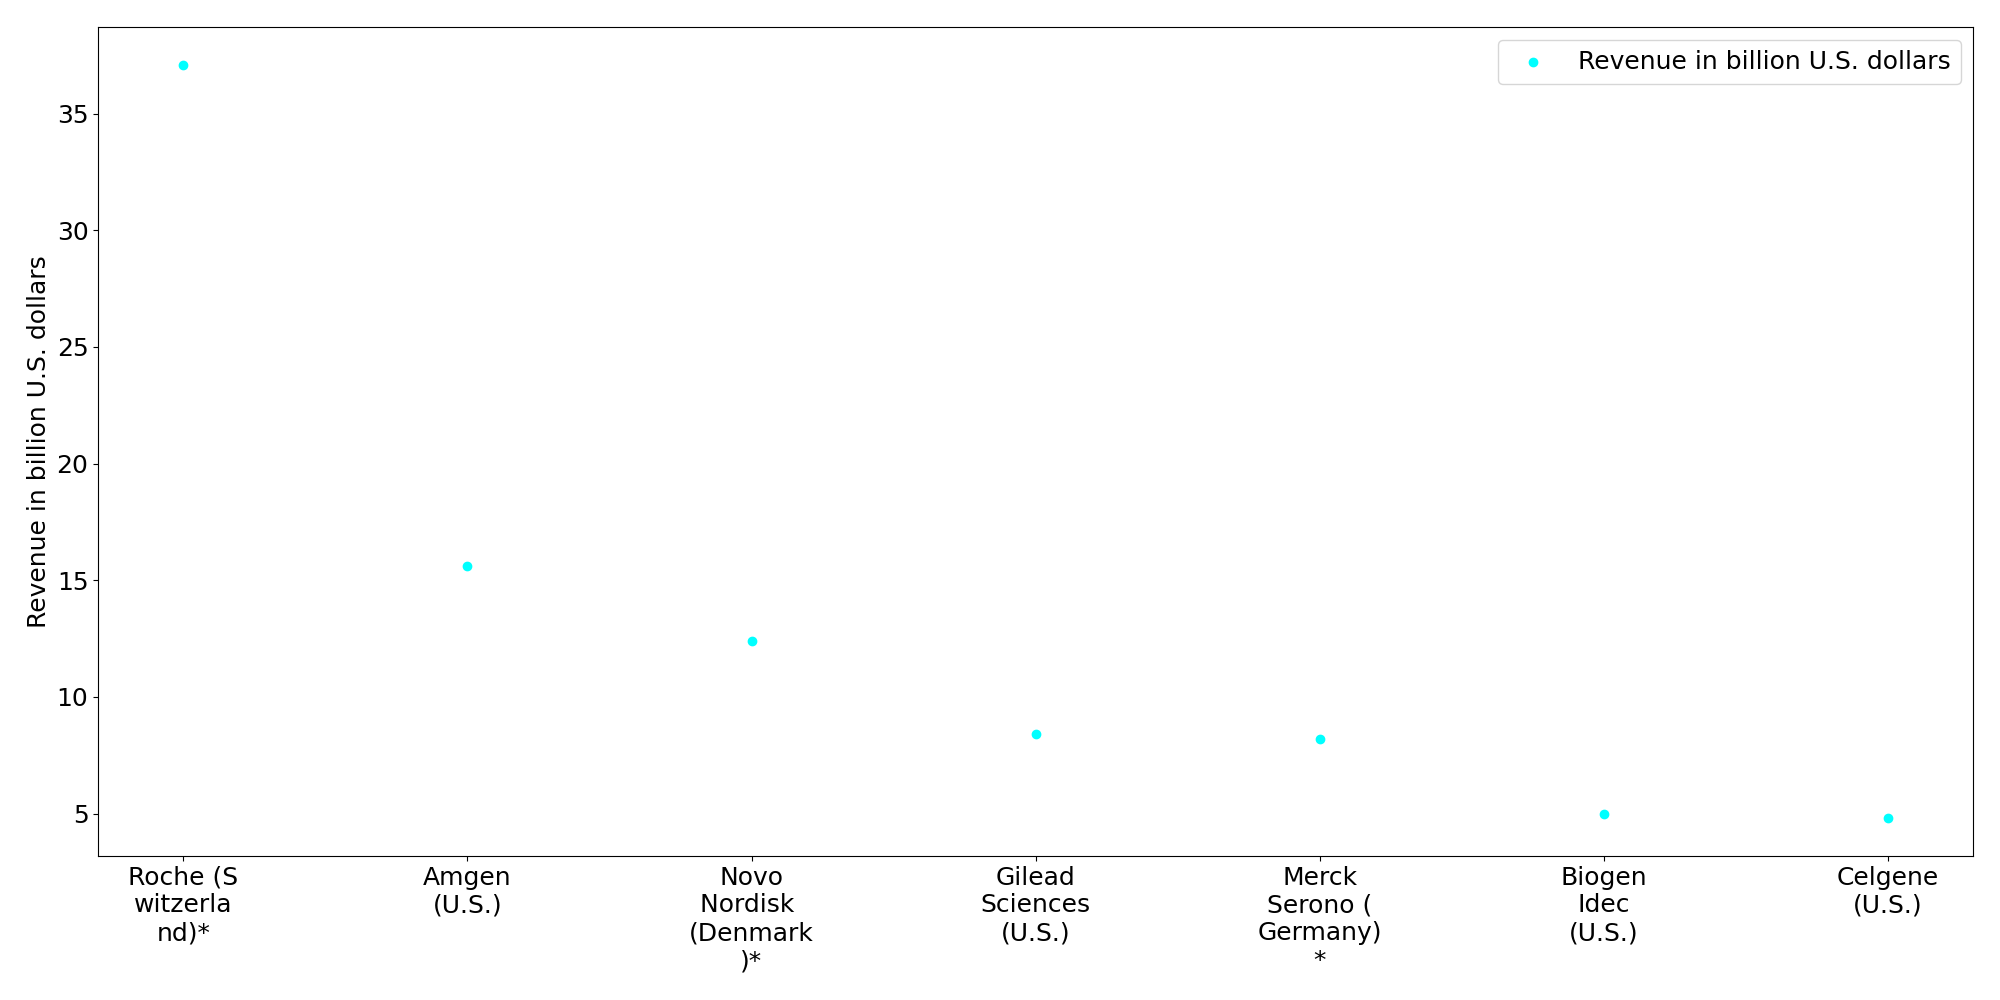 Revenue in billion U.S. dollars
Revenue in billion U.S. dollars
35
30
25
20
15
10
5
Roche (S
witzerla
nd)*
Amgen
(U.S.)
Novo
Nordisk
(Denmark
)*
Gilead
Sciences
(U.S.)
Merck
Serono (
Germany)
*
Biogen
Idec
(U.S.)
Celgene
(U.S.)